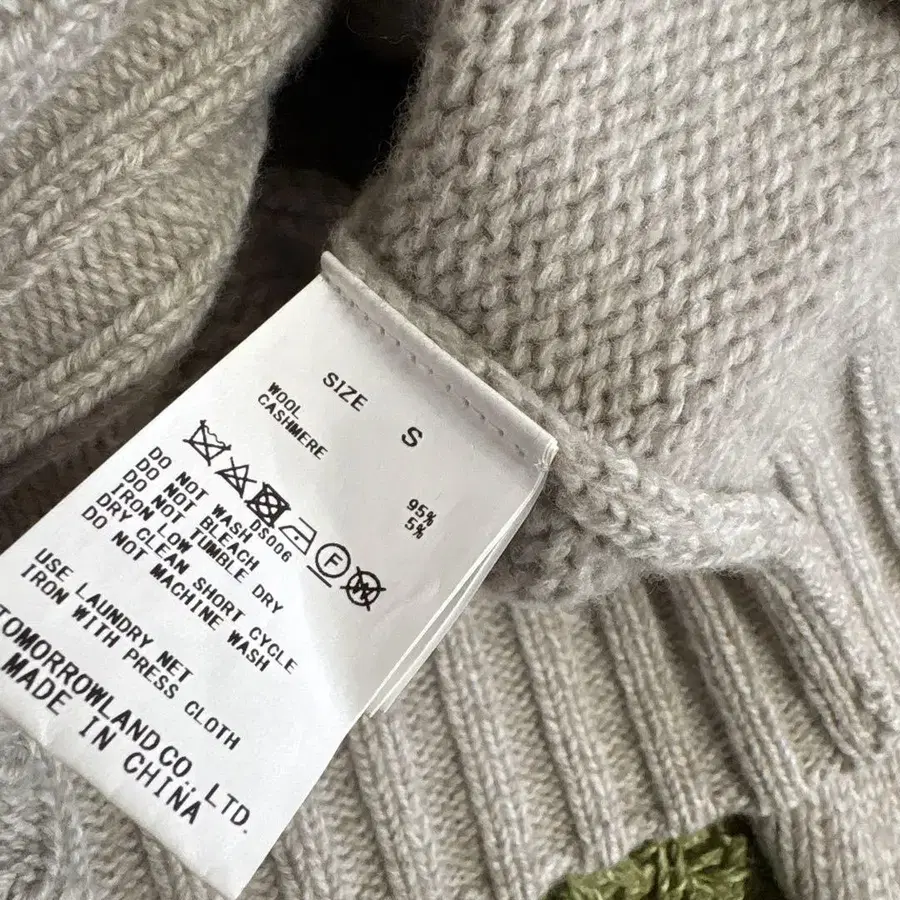 SIZE S
WOOL 95%
CASHMERE 5%
DS006
F
W
DO NOT WASH
DO NOT BLEACH
DO NOT TUMBLE DRY
IRON LOW
DRY CLEAN SHORT CYCLE
DO NOT MACHINE WASH
USE LAUNDRY NET
IRON WITH PRESS CLOTH
TOMORROWLAND CO., LTD.
MADE IN CHINA